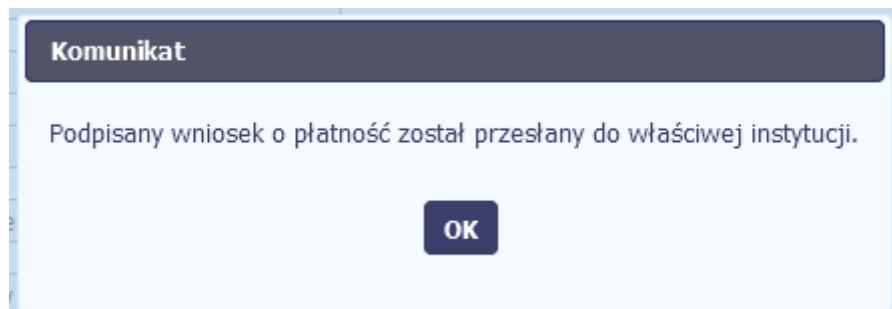 Komunikat
Podpisany wniosek o płatność został przesłany do właściwej instytucji.
OK